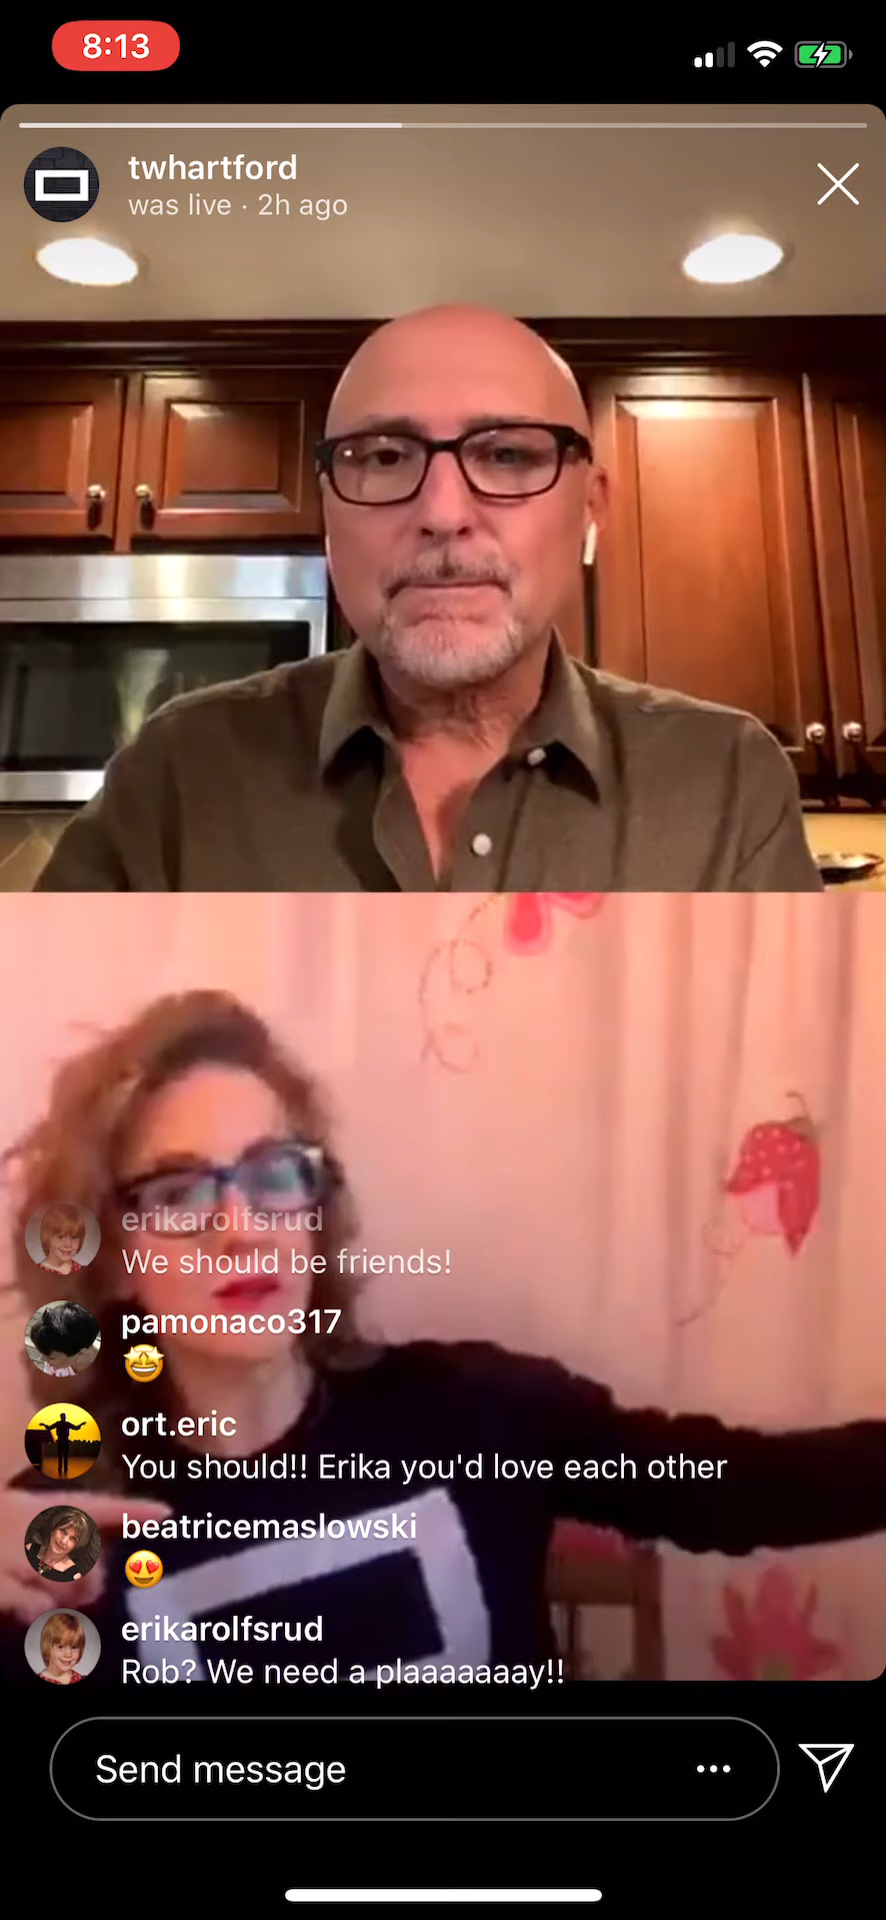 8:13
twhartford
was live · 2h ago
erikarolfsrud
We should be friends!
pamonaco317
🤩
ort.eric
You should!! Erika you'd love each other
beatricemaslowski
😍
erikarolfsrud
Rob? We need a plaaaaaaay!!
Send message